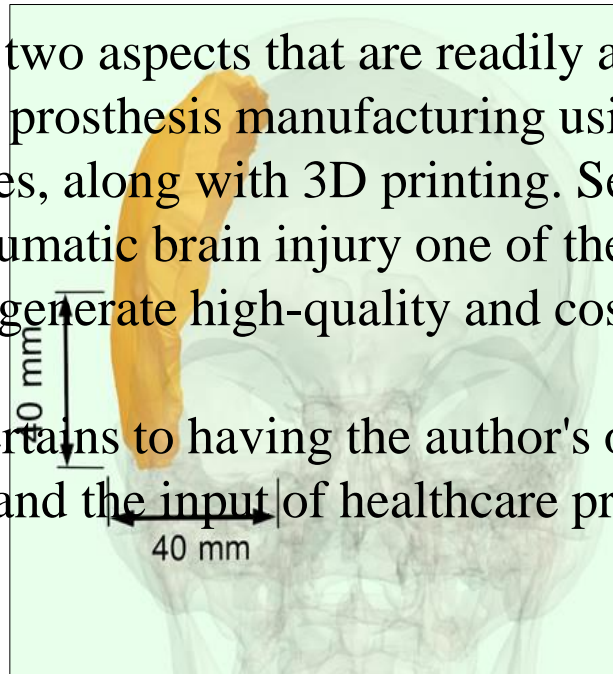 two aspects that are readily a
prosthesis manufacturing usi
es, along with 3D printing. Se
umatic brain injury one of the
generate high-quality and cos
40 mm
rtains to having the author's o
and the input of healthcare pr
40 mm